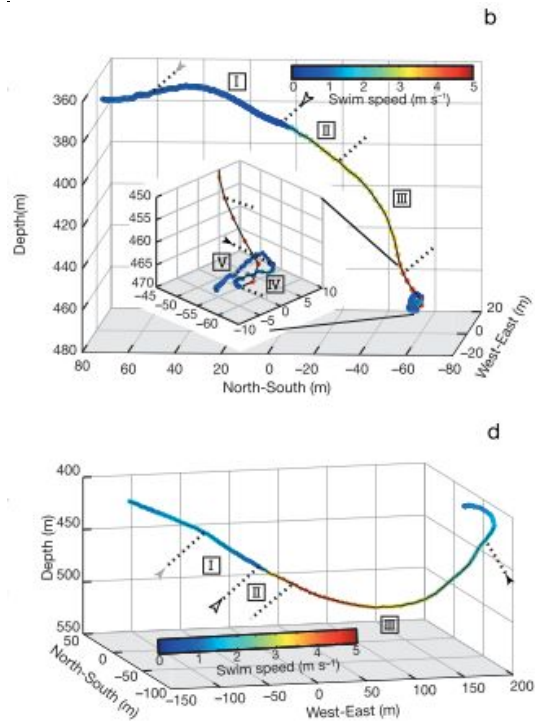 b
I
0 1 2 3 4 5
Swim speed (m s⁻¹)
II
III
Depth(m)
360
380
400
420
440
460
480
450
455
460
465
470
V
IV
−45
−50
−55
−60
−10
−5
0
5
10
80 60 40 20 0 −20 −40 −60 −80
North-South (m)
20
0
−20
West-East (m)
d
Depth (m)
400
450
500
550
I
II
III
0 1 2 3 4 5
Swim speed (m s⁻¹)
50
0
−50
−100
North-South (m)
−150 −100 −50 0 50 100 150 200
West-East (m)